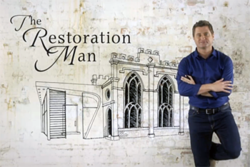 The
Restoration
Man